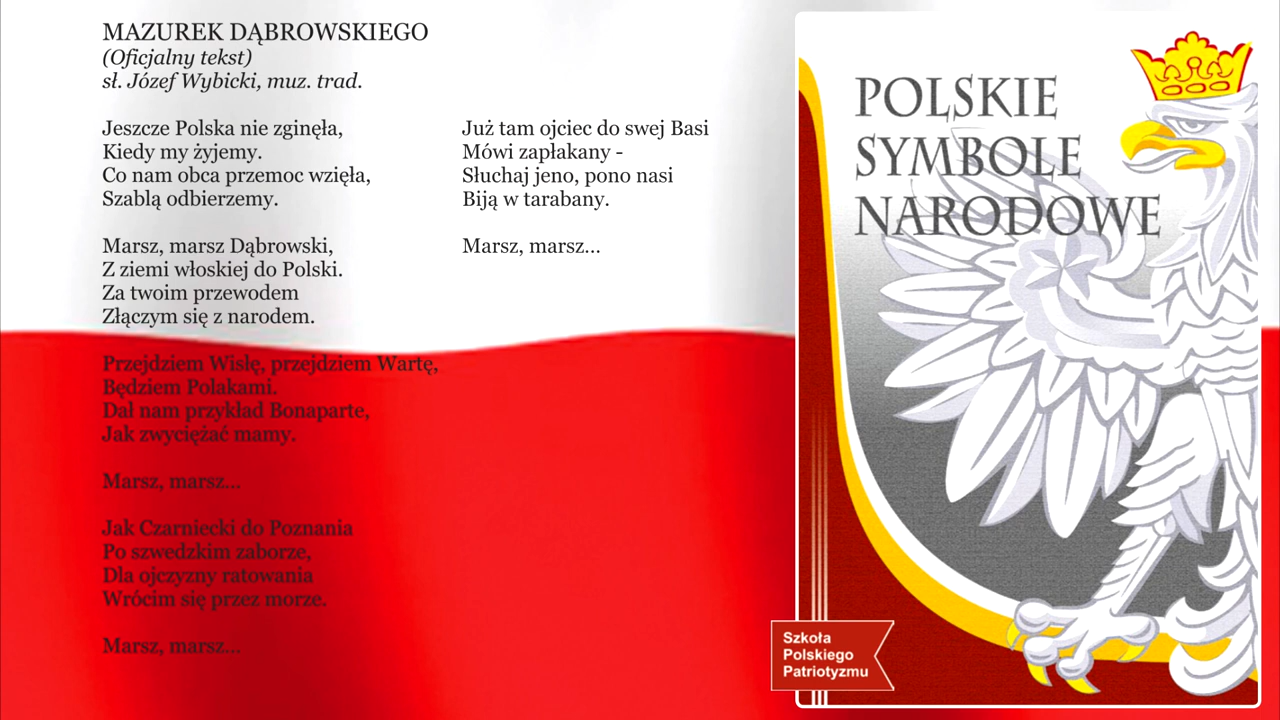 MAZUREK DĄBROWSKIEGO
(Oficjalny tekst)
sł. Józef Wybicki, muz. trad.
Jeszcze Polska nie zginęła,
Kiedy my żyjemy.
Co nam obca przemoc wzięła,
Szablą odbierzemy.
Marsz, marsz Dąbrowski,
Z ziemi włoskiej do Polski.
Za twoim przewodem
Złączym się z narodem.
Przejdziem Wisłę, przejdziem Wartę,
Będziem Polakami.
Dał nam przykład Bonaparte,
Jak zwyciężać mamy.
Marsz, marsz...
Jak Czarniecki do Poznania
Po szwedzkim zaborze,
Dla ojczyzny ratowania
Wrócim się przez morze.
Marsz, marsz...
Już tam ojciec do swej Basi
Mówi zapłakany -
Słuchaj jeno, pono nasi
Biją w tarabany.
Marsz, marsz...
POLSKIE
SYMBOLE
NARODOWE
Szkoła
Polskiego
Patriotyzmu